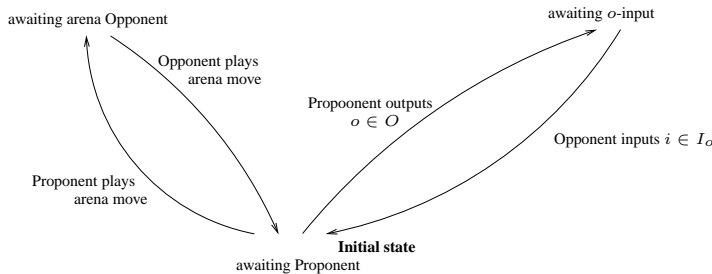 awaiting arena Opponent
awaiting o-input
Opponent plays
arena move
Propoonent outputs
o ∈ O
Opponent inputs i ∈ I_o
Proponent plays
arena move
Initial state
awaiting Proponent